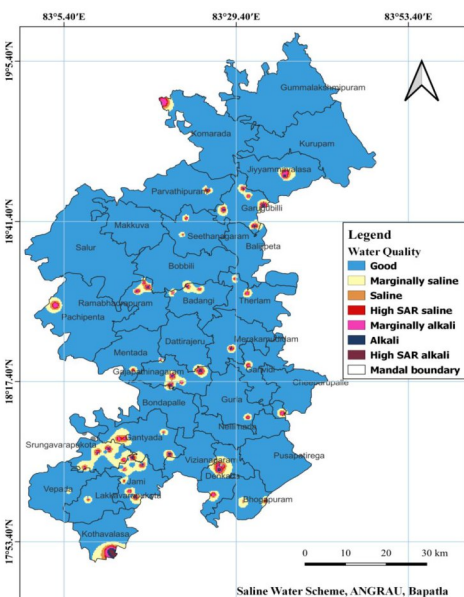 83°5.40'E 83°29.40'E 83°53.40'E
19°5.40'N
Gummalakshmipuram
Komarada
Kurupam
Jiyyammavalasa
Parvathipuram
Garugubilli
18°41.40'N
Makkuva
Seethanagaram
Balijipeta
Salur
Bobbili
Ramabhadrapuram
Badangi
Therlam
Pachipenta
Merakamudidam
Dattirajeru
Mentada
Gajapathinagaram
Garividi
18°17.40'N
Cheepurupalle
Bondapalle
Gurla
Nellimarla
Srungavarapukota
Gantyada
Vizianagaram
Pusapatirega
Denkada
Vepada
Jami
Lakkavarapukota
Bhogapuram
Kothavalasa
17°53.40'N
Legend
Water Quality
Good
Marginally saline
Saline
High SAR saline
Marginally alkali
Alkali
High SAR alkali
Mandal boundary
0 10 20 30 km
Saline Water Scheme, ANGRAU, Bapatla